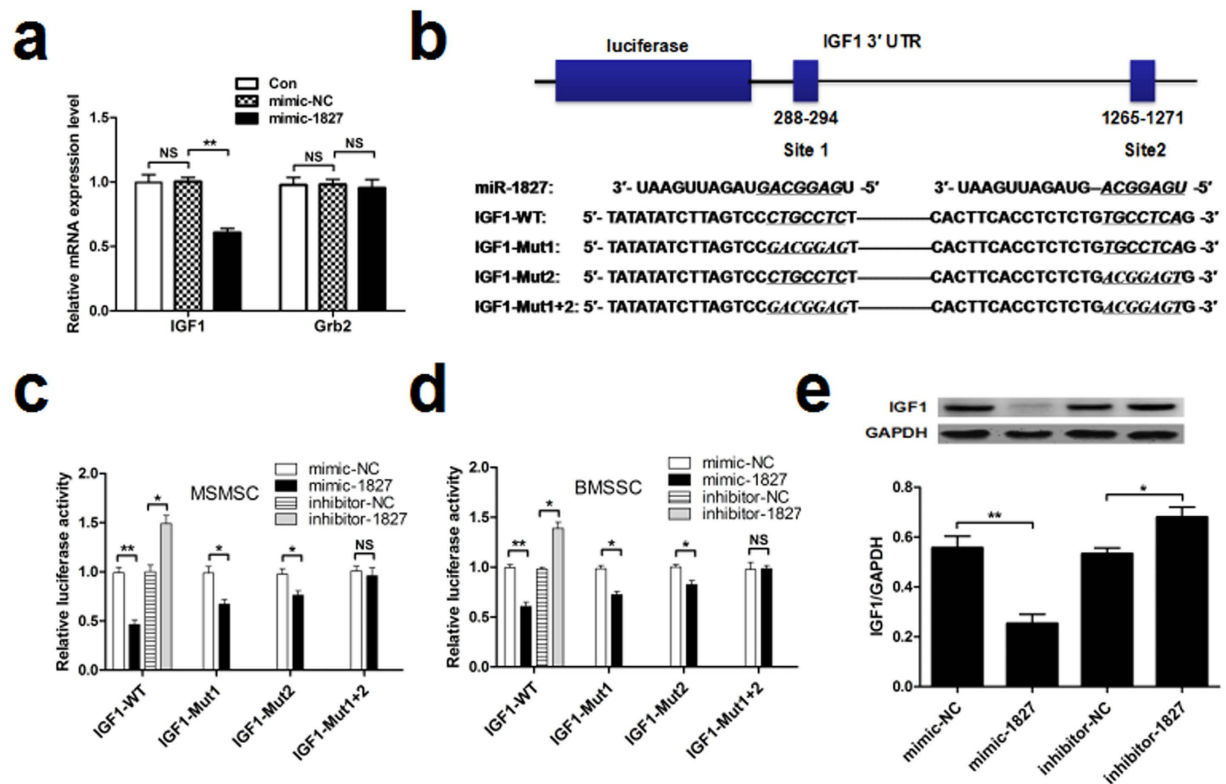 a
Con
mimic-NC
mimic-1827
Relative mRNA expression level
1.5
1.0
0.5
0.0
NS
**
NS
NS
IGF1
Grb2
b
luciferase
IGF1 3′ UTR
288-294
1265-1271
Site 1
Site2
miR-1827: 3′- UAAGUUAGAUGACGGAGU -5′ 3′- UAAGUUAGAUG–ACGGAGU -5′
IGF1-WT: 5′- TATATATCTTAGTCCCTGCCTCT————CACTTCACCTCTCTGTGCCTCAG -3′
IGF1-Mut1: 5′- TATATATCTTAGTCCGACGGAGT————CACTTCACCTCTCTGTGCCTCAG -3′
IGF1-Mut2: 5′- TATATATCTTAGTCCCTGCCTCT————CACTTCACCTCTCTGACGGAGTG -3′
IGF1-Mut1+2: 5′- TATATATCTTAGTCCGACGGAGT————CACTTCACCTCTCTGACGGAGTG -3′
c
Relative luciferase activity
2.0
1.5
1.0
0.5
0.0
MSMSC
mimic-NC
mimic-1827
inhibitor-NC
inhibitor-1827
**
*
*
*
NS
IGF1-WT
IGF1-Mut1
IGF1-Mut2
IGF1-Mut1+2
d
Relative luciferase activity
2.0
1.5
1.0
0.5
0.0
BMSSC
mimic-NC
mimic-1827
inhibitor-NC
inhibitor-1827
**
*
*
*
NS
IGF1-WT
IGF1-Mut1
IGF1-Mut2
IGF1-Mut1+2
e
IGF1
GAPDH
IGF1/GAPDH
0.8
0.6
0.4
0.2
0.0
**
*
mimic-NC
mimic-1827
inhibitor-NC
inhibitor-1827